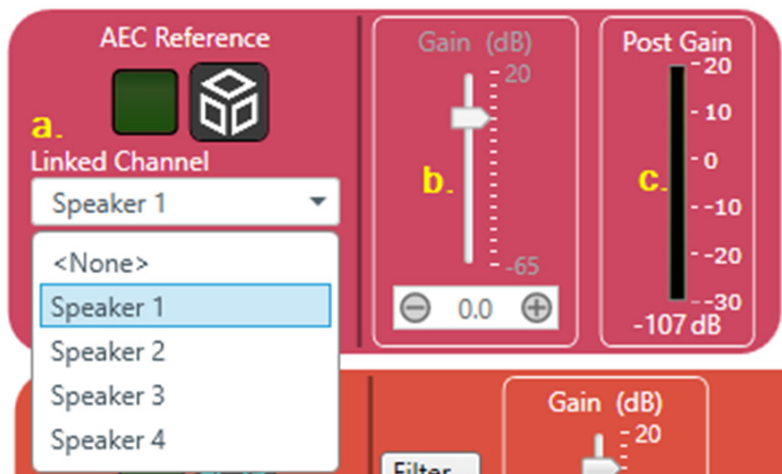 AEC Reference
a.
Linked Channel
Speaker 1
<None>
Speaker 1
Speaker 2
Speaker 3
Speaker 4
Gain (dB)
20
b.
-65
0.0
Post Gain
20
10
0
c.
-10
-20
-30
-107 dB
Gain (dB)
20
Filter